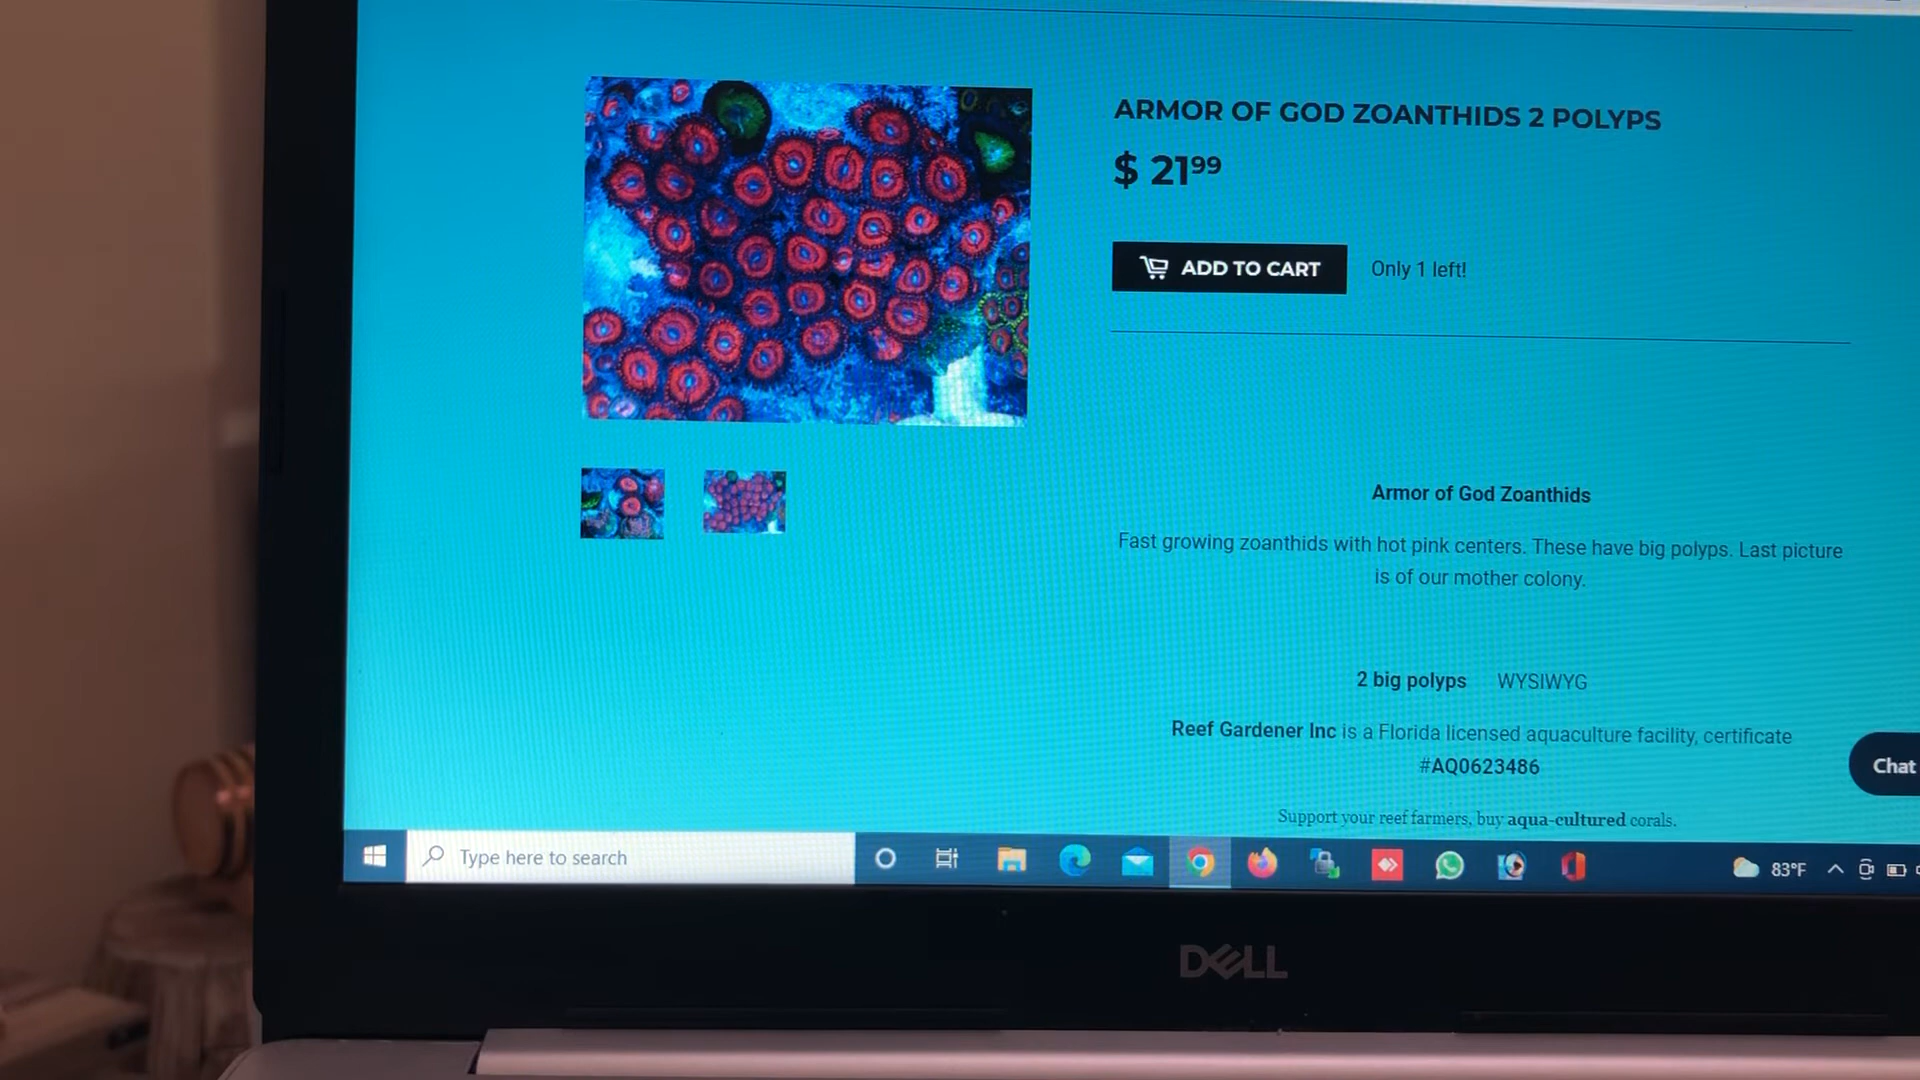 ARMOR OF GOD ZOANTHIDS 2 POLYPS
$ 2199
ADD TO CART
Only 1 left!
Armor of God Zoanthids
Fast growing zoanthids with hot pink centers. These have big polyps. Last picture
is of our mother colony.
2 big polyps WYSIWYG
Reef Gardener Inc is a Florida licensed aquaculture facility, certificate
#AQ0623486
Chat
Support your reef farmers, buy aqua-cultured corals.
Type here to search
83°F
DELL